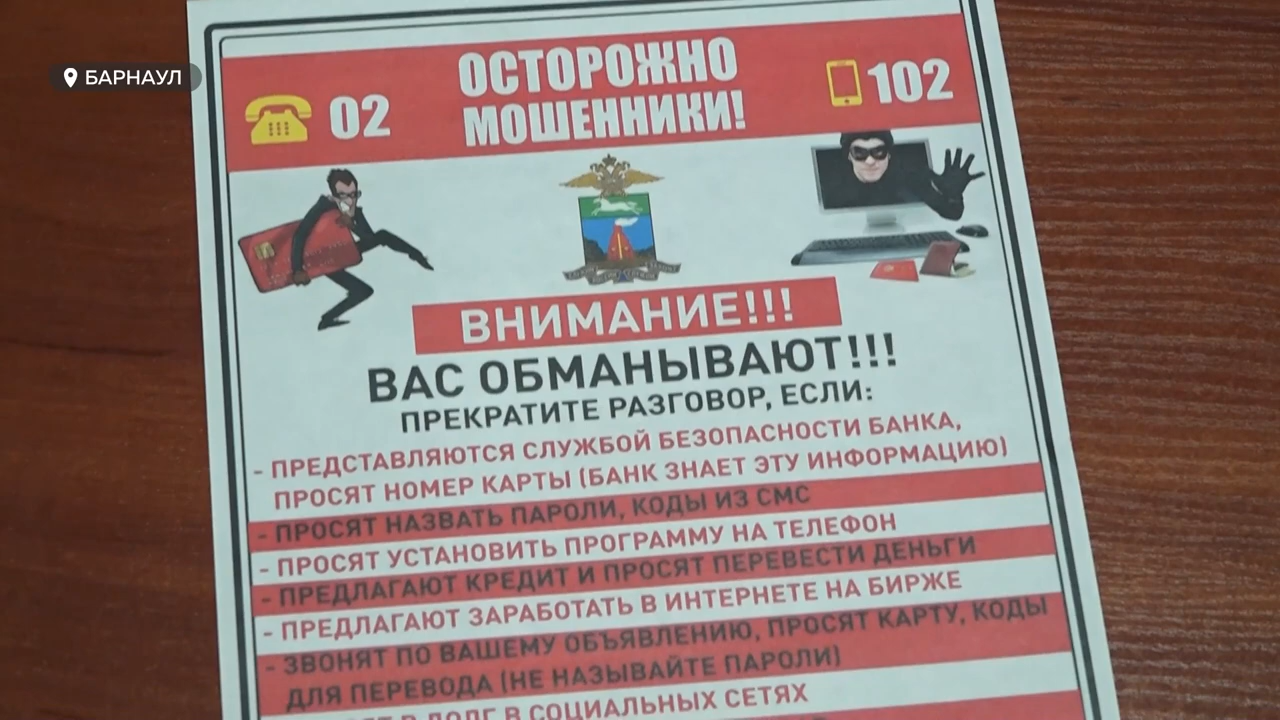 БАРНАУЛ
ОСТОРОЖНО
МОШЕННИКИ!
02
102
ВНИМАНИЕ!!!
ВАС ОБМАНЫВАЮТ!!!
ПРЕКРАТИТЕ РАЗГОВОР, ЕСЛИ:
- ПРЕДСТАВЛЯЮТСЯ СЛУЖБОЙ БЕЗОПАСНОСТИ БАНКА,
ПРОСЯТ НОМЕР КАРТЫ (БАНК ЗНАЕТ ЭТУ ИНФОРМАЦИЮ)
- ПРОСЯТ НАЗВАТЬ ПАРОЛИ, КОДЫ ИЗ СМС
- ПРОСЯТ УСТАНОВИТЬ ПРОГРАММУ НА ТЕЛЕФОН
- ПРЕДЛАГАЮТ КРЕДИТ И ПРОСЯТ ПЕРЕВЕСТИ ДЕНЬГИ
- ПРЕДЛАГАЮТ ЗАРАБОТАТЬ В ИНТЕРНЕТЕ НА БИРЖЕ
- ЗВОНЯТ ПО ВАШЕМУ ОБЪЯВЛЕНИЮ, ПРОСЯТ КАРТУ, КОДЫ
ДЛЯ ПЕРЕВОДА (НЕ НАЗЫВАЙТЕ ПАРОЛИ)
В ДОЛГ В СОЦИАЛЬНЫХ СЕТЯХ